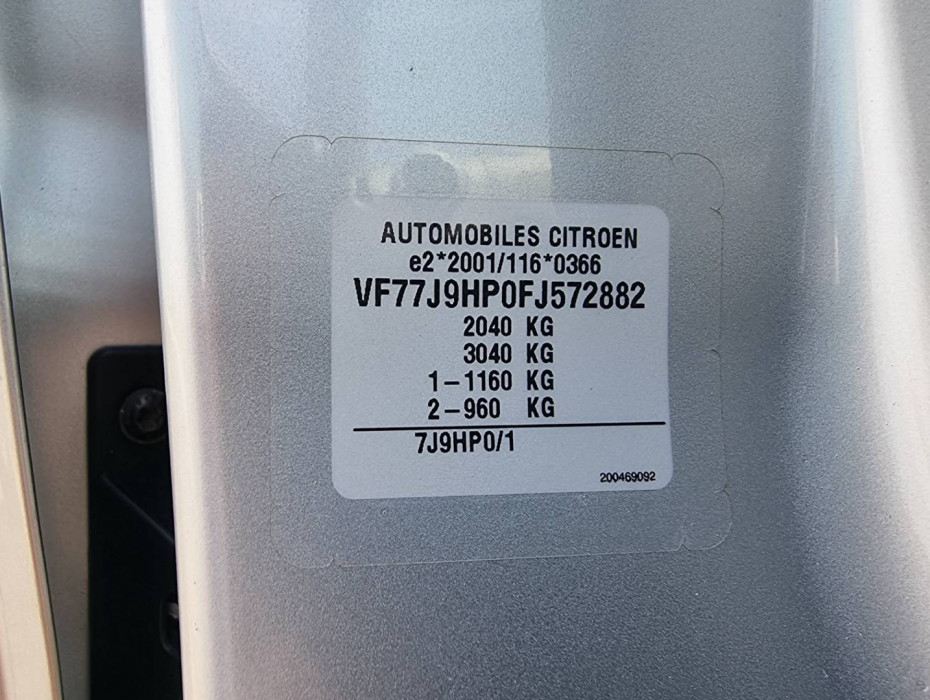 AUTOMOBILES CITROEN
e2*2001/116*0366
VF77J9HP0FJ572882
2040 KG
3040 KG
1-1160 KG
2-960 KG
7J9HP0/1
200469092